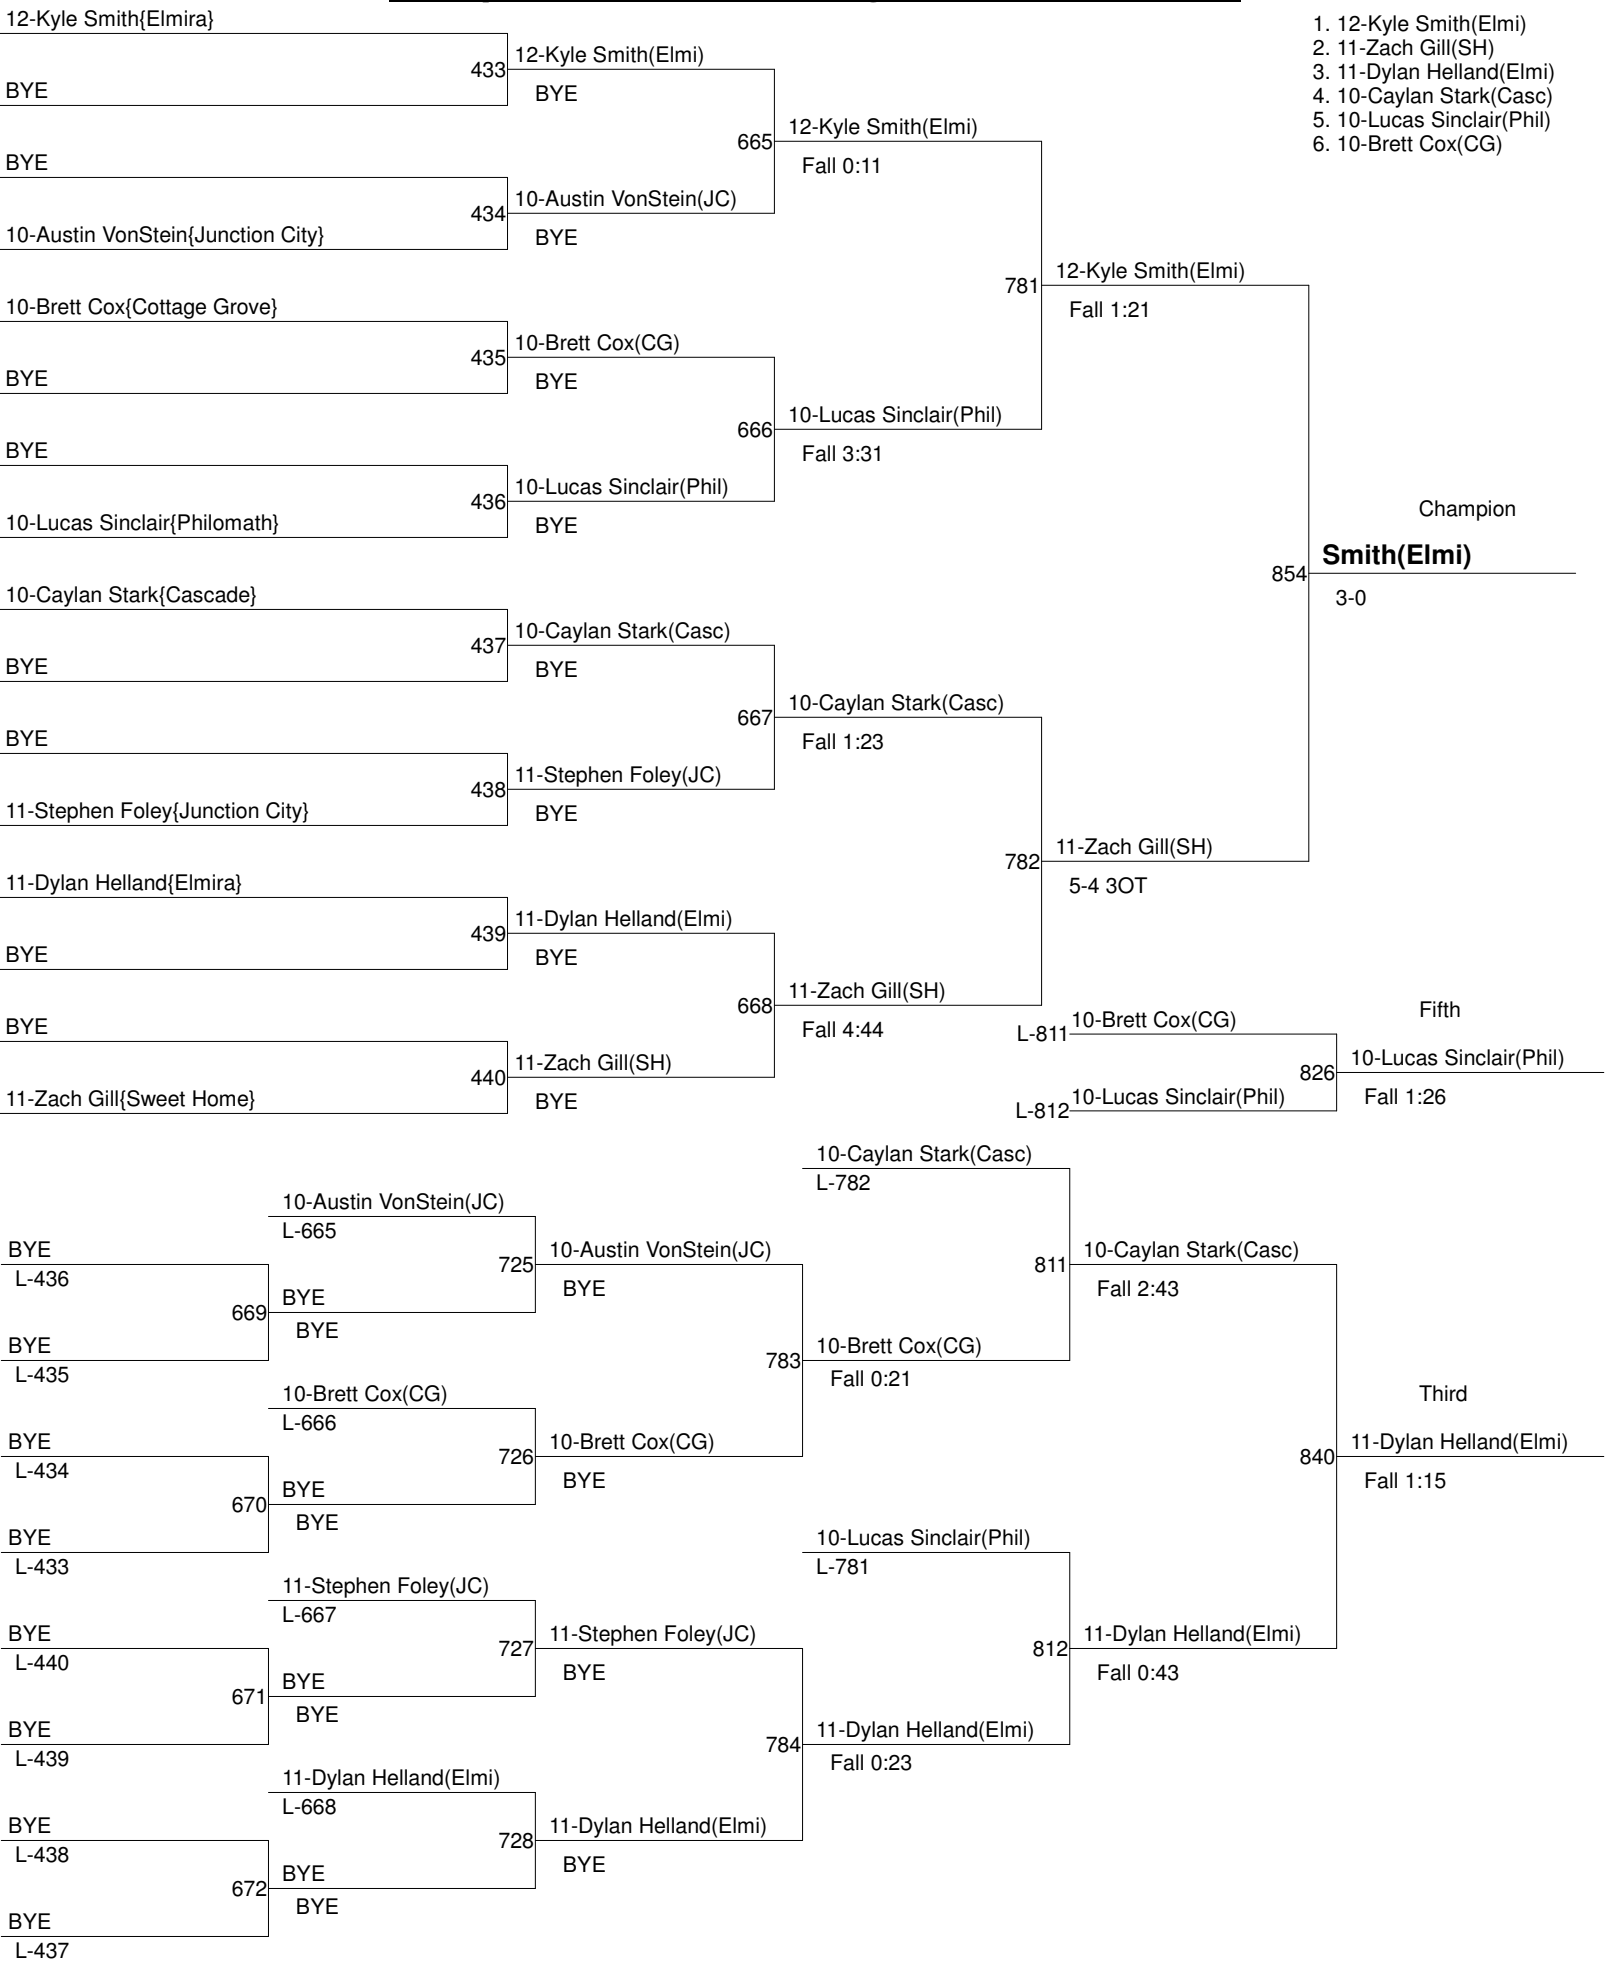 12-Kyle Smith{Elmira}
BYE
BYE
10-Austin VonStein{Junction City}
10-Brett Cox{Cottage Grove}
BYE
BYE
10-Lucas Sinclair{Philomath}
10-Caylan Stark{Cascade}
BYE
BYE
11-Stephen Foley{Junction City}
11-Dylan Helland{Elmira}
BYE
BYE
11-Zach Gill{Sweet Home}
433
12-Kyle Smith(Elmi)
BYE
434
10-Austin VonStein(JC)
BYE
435
10-Brett Cox(CG)
BYE
436
10-Lucas Sinclair(Phil)
BYE
437
10-Caylan Stark(Casc)
BYE
438
11-Stephen Foley(JC)
BYE
439
11-Dylan Helland(Elmi)
BYE
440
11-Zach Gill(SH)
BYE
665
12-Kyle Smith(Elmi)
Fall 0:11
666
10-Lucas Sinclair(Phil)
Fall 3:31
667
10-Caylan Stark(Casc)
Fall 1:23
668
11-Zach Gill(SH)
Fall 4:44
781
12-Kyle Smith(Elmi)
Fall 1:21
782
11-Zach Gill(SH)
5-4 3OT
1. 12-Kyle Smith(Elmi)
2. 11-Zach Gill(SH)
3. 11-Dylan Helland(Elmi)
4. 10-Caylan Stark(Casc)
5. 10-Lucas Sinclair(Phil)
6. 10-Brett Cox(CG)
Champion
854
Smith(Elmi)
3-0
Fifth
L-811
10-Brett Cox(CG)
L-812
10-Lucas Sinclair(Phil)
826
10-Lucas Sinclair(Phil)
Fall 1:26
BYE
L-436
BYE
L-435
BYE
L-434
BYE
L-433
BYE
L-440
BYE
L-439
BYE
L-438
BYE
L-437
10-Austin VonStein(JC)
L-665
669
BYE
BYE
10-Brett Cox(CG)
L-666
670
BYE
BYE
11-Stephen Foley(JC)
L-667
671
BYE
BYE
11-Dylan Helland(Elmi)
L-668
672
BYE
BYE
725
10-Austin VonStein(JC)
BYE
726
10-Brett Cox(CG)
BYE
727
11-Stephen Foley(JC)
BYE
728
11-Dylan Helland(Elmi)
BYE
10-Caylan Stark(Casc)
L-782
783
10-Brett Cox(CG)
Fall 0:21
10-Lucas Sinclair(Phil)
L-781
784
11-Dylan Helland(Elmi)
Fall 0:23
811
10-Caylan Stark(Casc)
Fall 2:43
812
11-Dylan Helland(Elmi)
Fall 0:43
Third
840
11-Dylan Helland(Elmi)
Fall 1:15